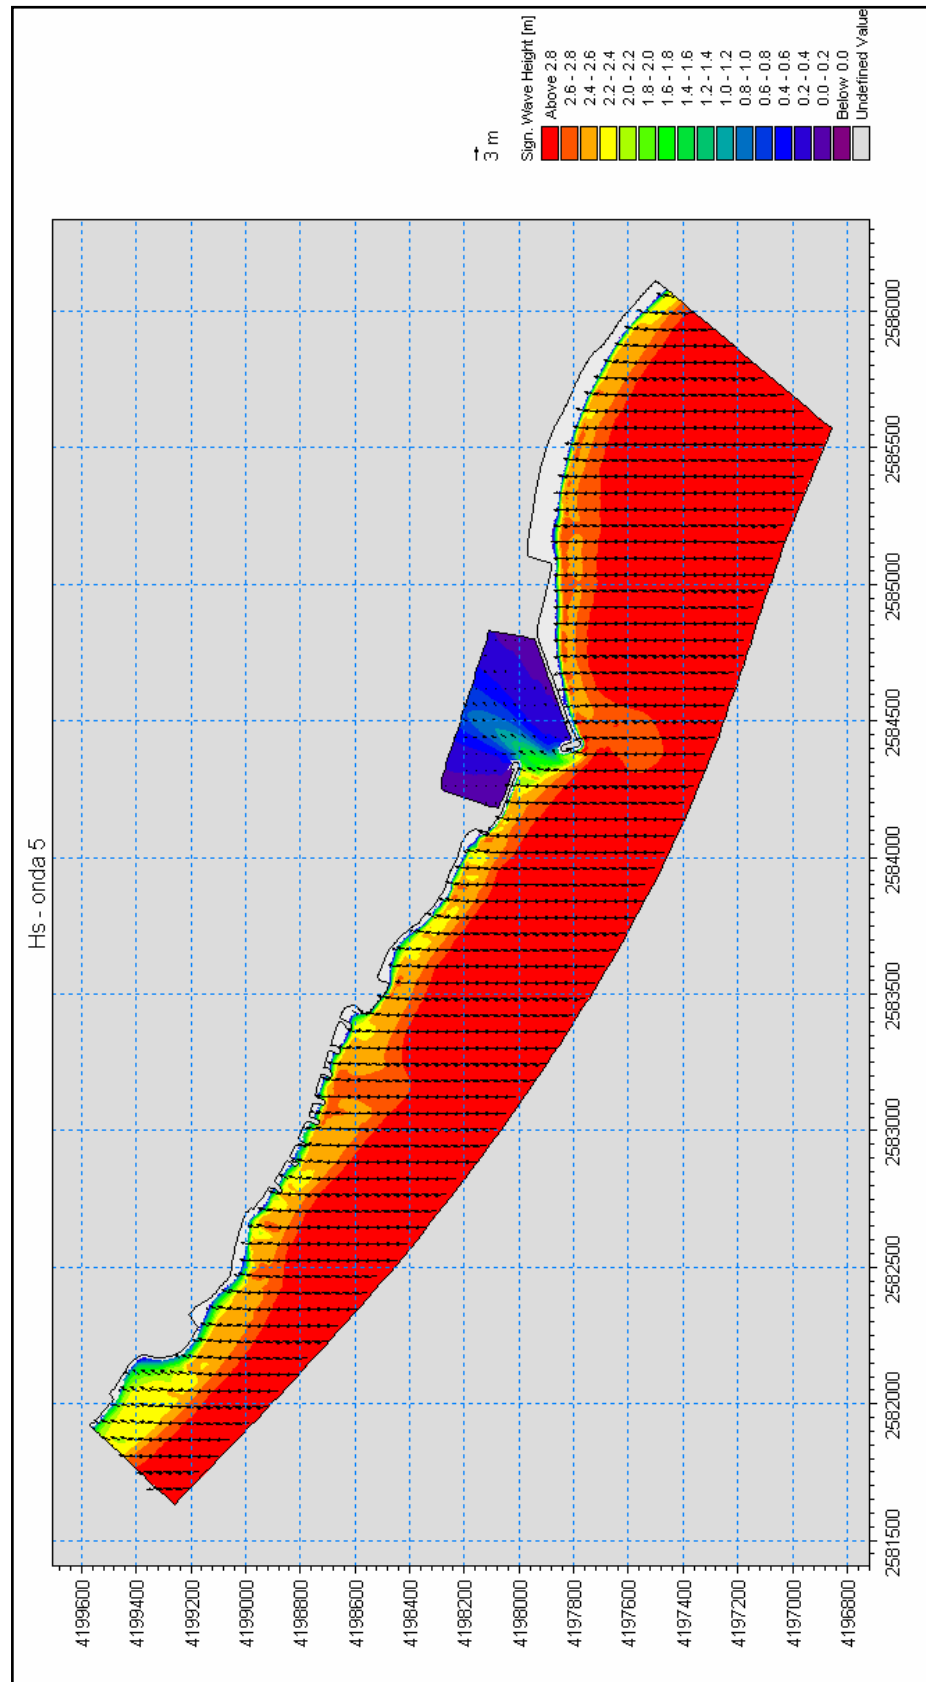 Hs - onda 5
3 m
Sign. Wave Height [m]
Above 2.8
2.6 - 2.8
2.4 - 2.6
2.2 - 2.4
2.0 - 2.2
1.8 - 2.0
1.6 - 1.8
1.4 - 1.6
1.2 - 1.4
1.0 - 1.2
0.8 - 1.0
0.6 - 0.8
0.4 - 0.6
0.2 - 0.4
0.0 - 0.2
Below 0.0
Undefined Value
4199600
4199400
4199200
4199000
4198800
4198600
4198400
4198200
4198000
4197800
4197600
4197400
4197200
4197000
4196800
2581500
2582000
2582500
2583000
2583500
2584000
2584500
2585000
2585500
2586000